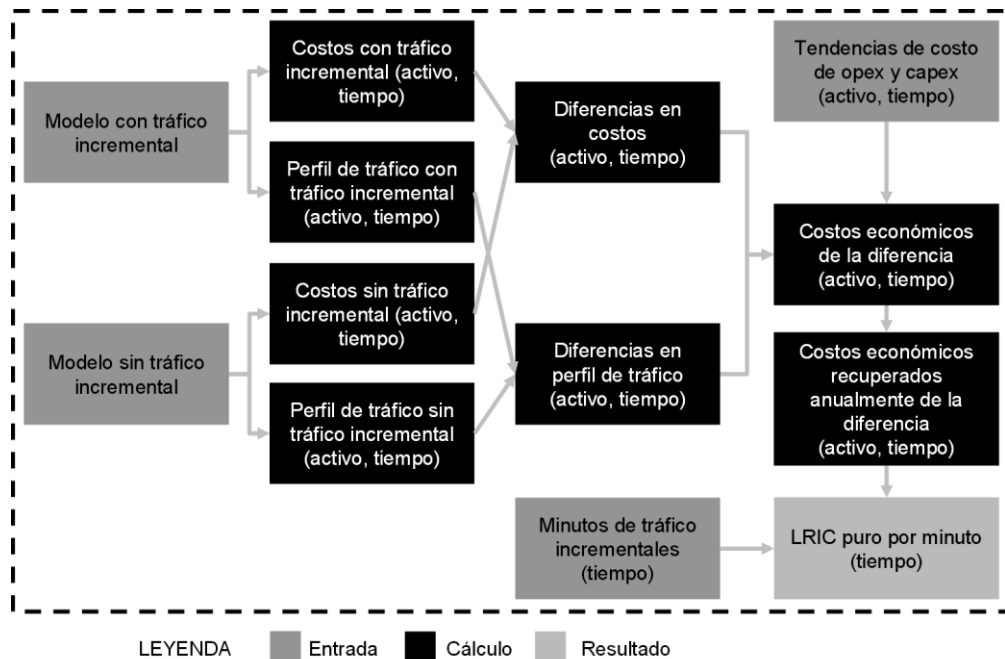 Modelo con tráfico
incremental
Modelo sin tráfico
incremental
Costos con tráfico
incremental (activo,
tiempo)
Perfil de tráfico con
tráfico incremental
(activo, tiempo)
Costos sin tráfico
incremental (activo,
tiempo)
Perfil de tráfico sin
tráfico incremental
(activo, tiempo)
Diferencias en
costos
(activo, tiempo)
Diferencias en
perfil de tráfico
(activo, tiempo)
Minutos de tráfico
incrementales
(tiempo)
Tendencias de costo
de opex y capex
(activo, tiempo)
Costos económicos
de la diferencia
(activo, tiempo)
Costos económicos
recuperados
anualmente de la
diferencia
(activo, tiempo)
LRIC puro por minuto
(tiempo)
LEYENDA
Entrada
Cálculo
Resultado